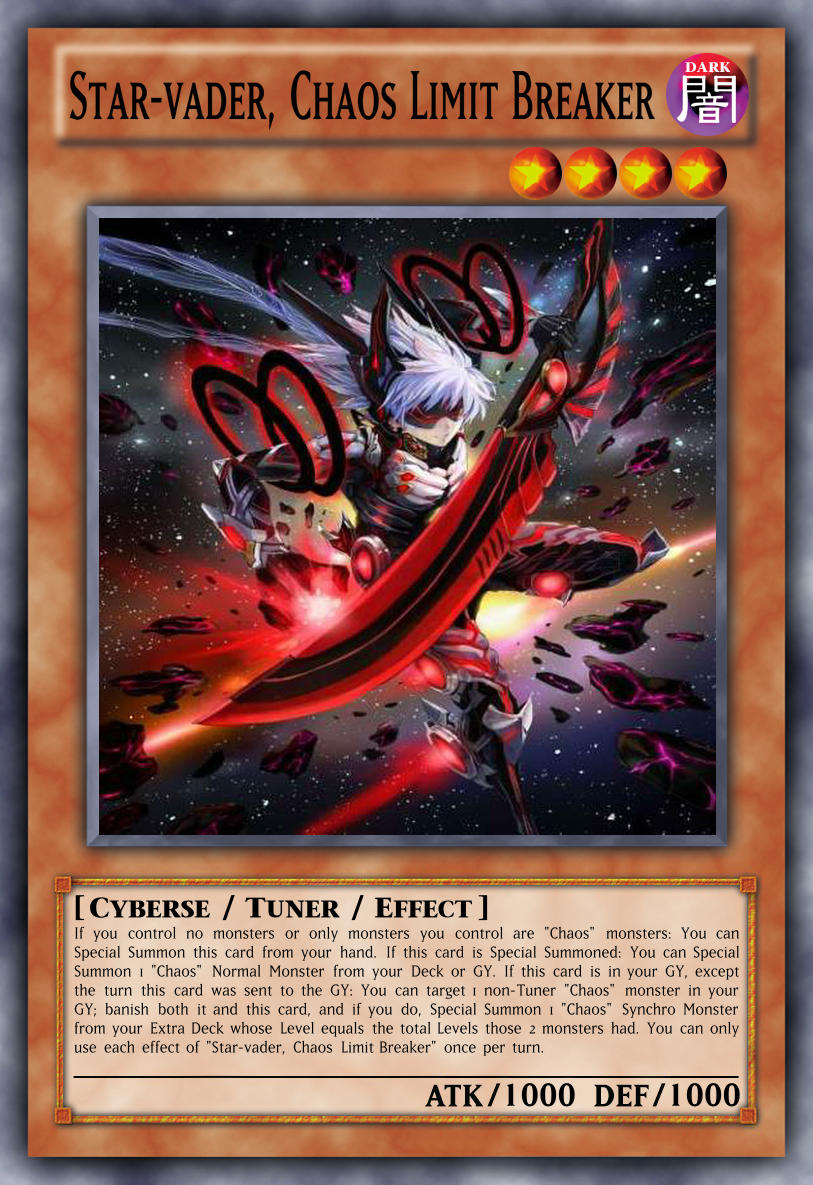 Star-vader, Chaos Limit Breaker
DARK
闇
[ Cyberse / Tuner / Effect ]
If you control no monsters or only monsters you control are "Chaos" monsters: You can
Special Summon this card from your hand. If this card is Special Summoned: You can Special
Summon 1 "Chaos" Normal Monster from your Deck or GY. If this card is in your GY, except
the turn this card was sent to the GY: You can target 1 non-Tuner "Chaos" monster in your
GY; banish both it and this card, and if you do, Special Summon 1 "Chaos" Synchro Monster
from your Extra Deck whose Level equals the total Levels those 2 monsters had. You can only
use each effect of "Star-vader, Chaos Limit Breaker" once per turn.
ATK/1000 DEF/1000